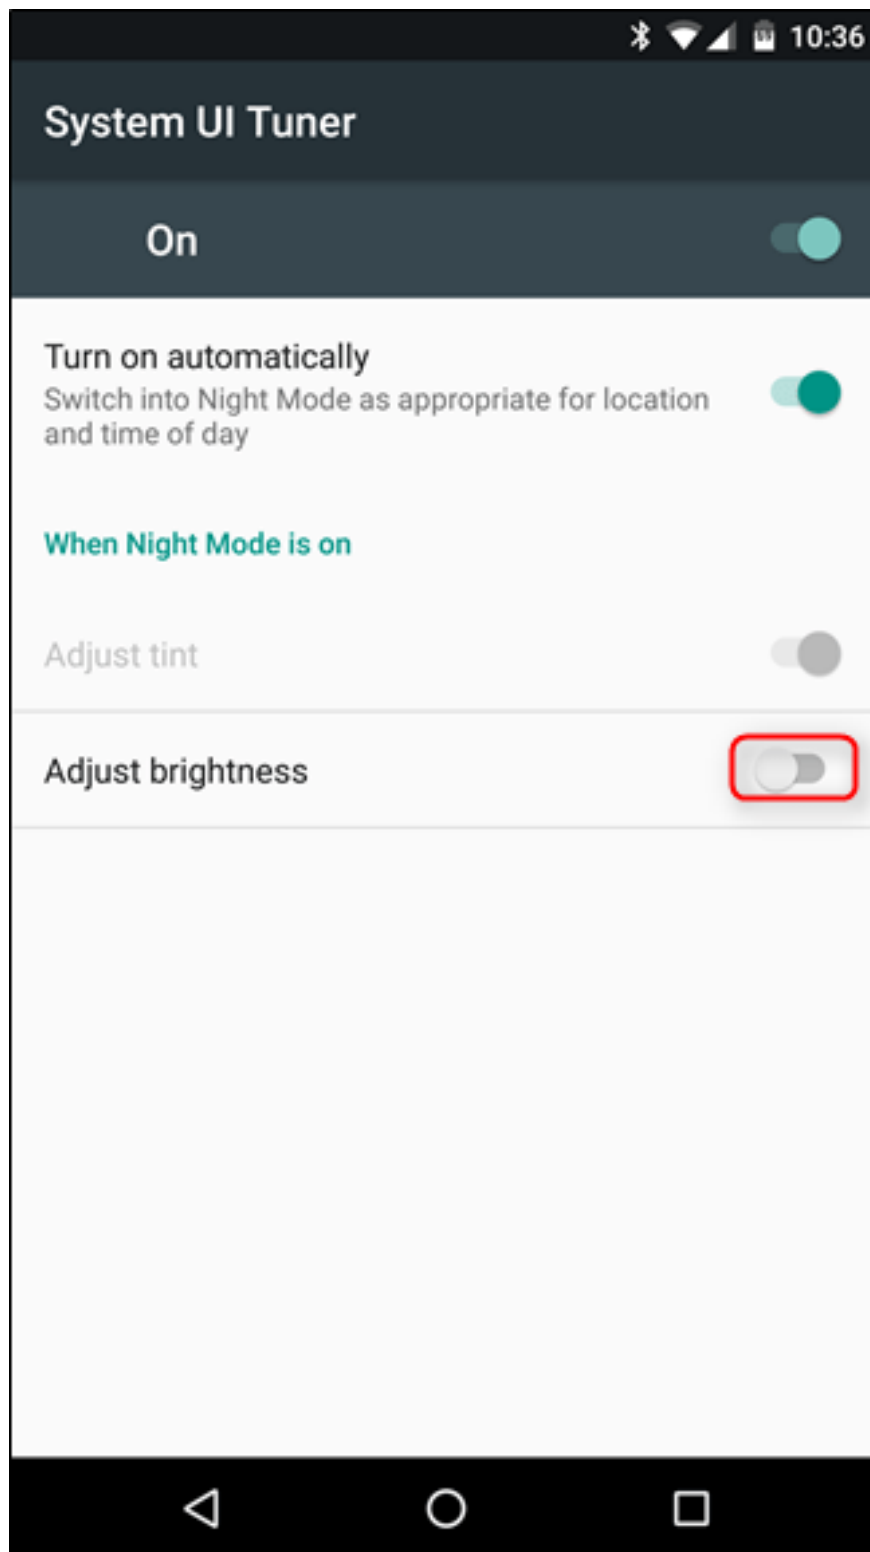 10:36
System UI Tuner
On
Turn on automatically
Switch into Night Mode as appropriate for location
and time of day
When Night Mode is on
Adjust tint
Adjust brightness